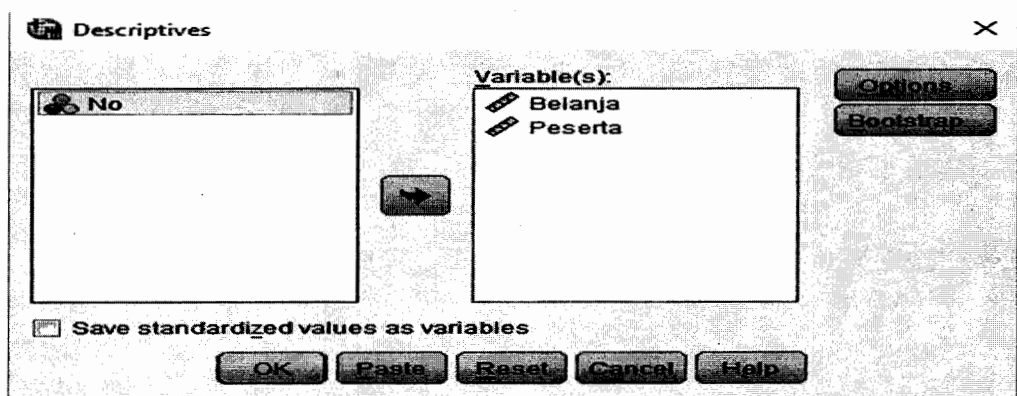 Descriptives
Variable(s):
No
Belanja
Peserta
Options...
Bootstrap...
Save standardized values as variables
OK
Paste
Reset
Cancel
Help